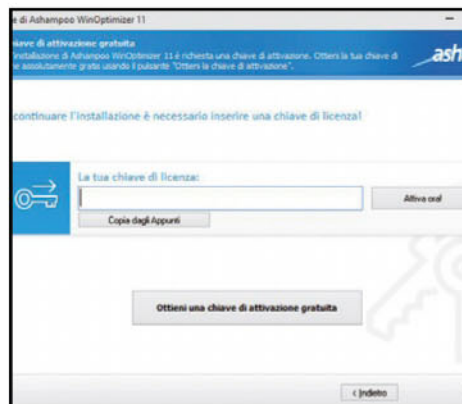 e di Ashampoo WinOptimizer 11
chiave di attivazione gratuita
installazione di Ashampoo WinOptimizer 11 è richiesta una chiave di attivazione. Ottieni la tua chiave di
ne assolutamente gratis usando il pulsante "Ottieni la chiave di attivazione".
ash
continuare l'installazione è necessario inserire una chiave di licenza!
La tua chiave di licenza:
Attiva ora!
Copia dagli Appunti
Ottieni una chiave di attivazione gratuita
< Indietro